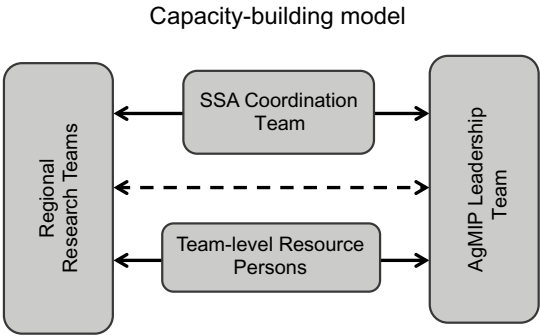 Capacity-building model
Regional
Research Teams
SSA Coordination
Team
Team-level Resource
Persons
AgMIP Leadership
Team